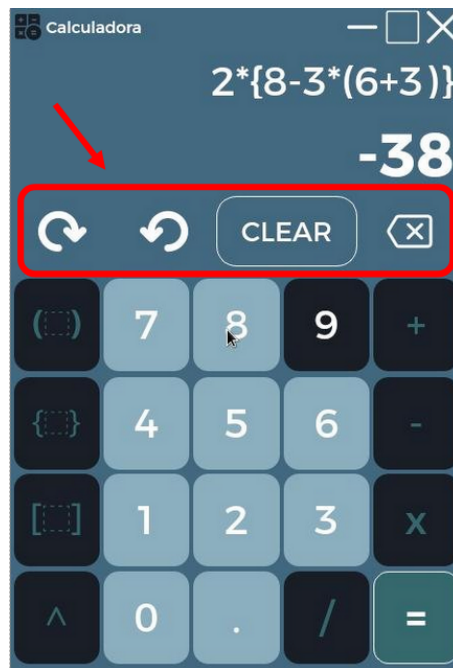 Calculadora
2*{8-3*(6+3)}
-38
CLEAR
( ) 7 8 9 +
{ } 4 5 6 -
[ ] 1 2 3 x
^ 0 . / =